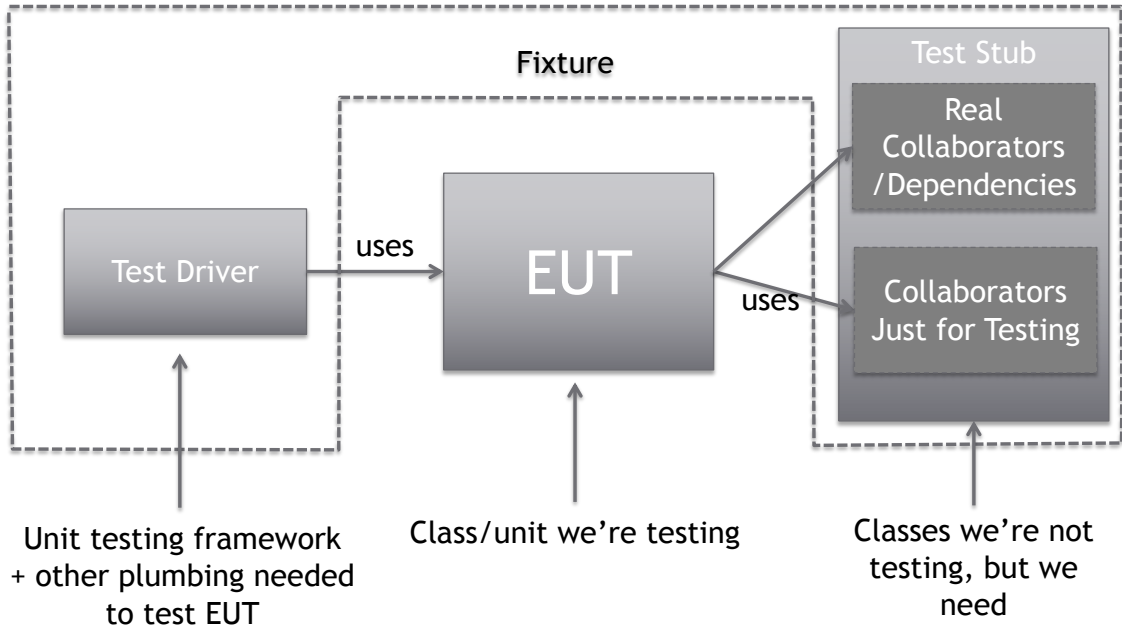 Fixture
Test Stub
Real
Collaborators
/Dependencies
Test Driver
uses
EUT
uses
Collaborators
Just for Testing
Unit testing framework
+ other plumbing needed
to test EUT
Class/unit we’re testing
Classes we’re not
testing, but we
need